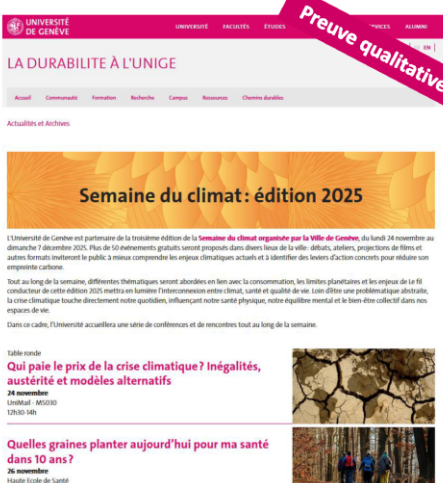 UNIVERSITÉ
DE GENÈVE
UNIVERSITÉ FACULTÉS ÉTUDES
ALUMNI
Preuve qualitative
EN
LA DURABILITE À L'UNIGE
Accueil Communauté Formation Recherche Campus Ressources Chemins durables
Actualités et Archives
Semaine du climat : édition 2025
L'Université de Genève est partenaire de la troisième édition de la Semaine du climat organisée par la Ville de Genève, du lundi 24 novembre au
dimanche 7 décembre 2025. Plus de 50 événements gratuits seront proposés dans divers lieux de la ville: débats, ateliers, projections de films et
autres formats inviteront le public à mieux comprendre les enjeux climatiques actuels et à identifier des leviers d'action concrets pour réduire son
empreinte carbone.
Tout au long de la semaine, différentes thématiques seront abordées en lien avec la consommation, les limites planétaires et les enjeux de Le fil
conducteur de cette édition 2025 mettra en lumière l'interconnexion entre climat, santé et qualité de vie. Loin d'être une problématique abstraite,
la crise climatique touche directement notre quotidien, influençant notre santé physique, notre équilibre mental et le bien-être collectif dans nos
espaces de vie.
Dans ce cadre, l'Université accueillera une série de conférences et de rencontres tout au long de la semaine.
Table ronde
Qui paie le prix de la crise climatique? Inégalités,
austérité et modèles alternatifs
24 novembre
UniMail - MS030
12h30-14h
Quelles graines planter aujourd'hui pour ma santé
dans 10 ans?
26 novembre
Haute Ecole de Santé